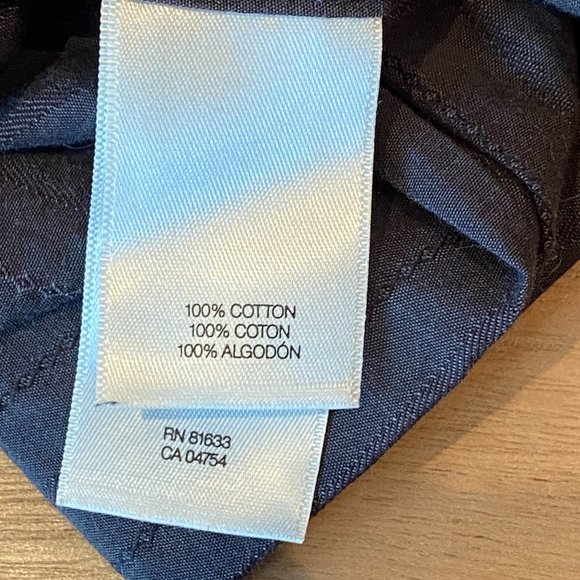 100% COTTON
100% COTON
100% ALGODÓN
RN 81633
CA 04754